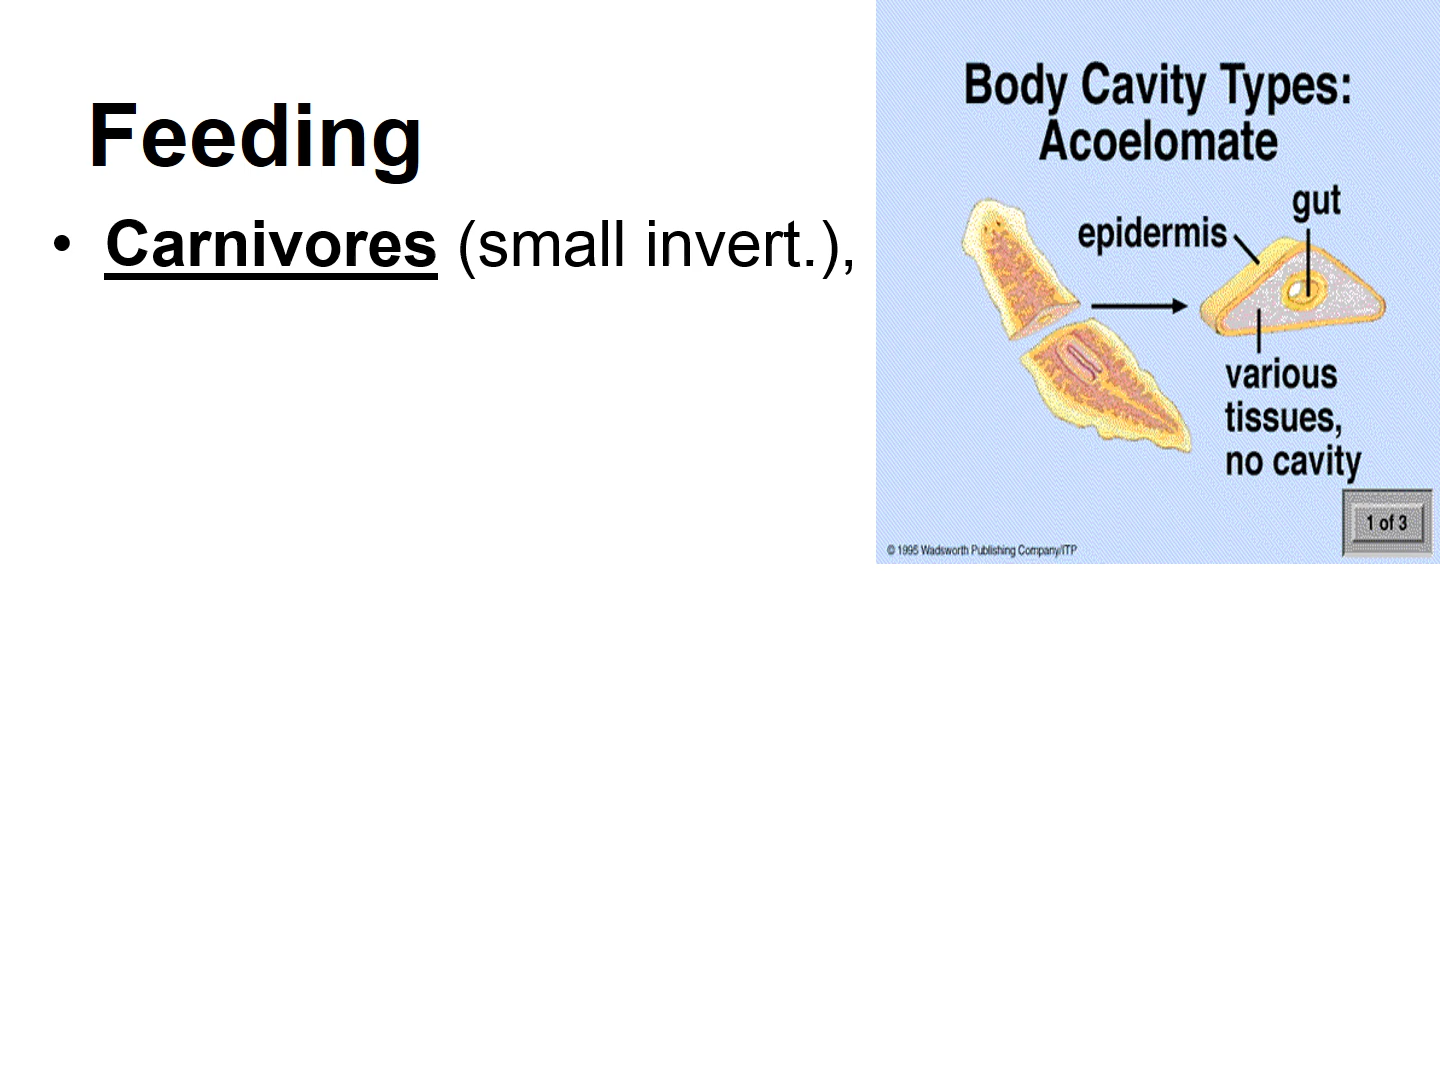 Feeding
• Carnivores (small invert.),
Body Cavity Types:
Acoelomate
gut
epidermis
various
tissues,
no cavity
1 of 3
© 1995 Wadsworth Publishing Company/ITP